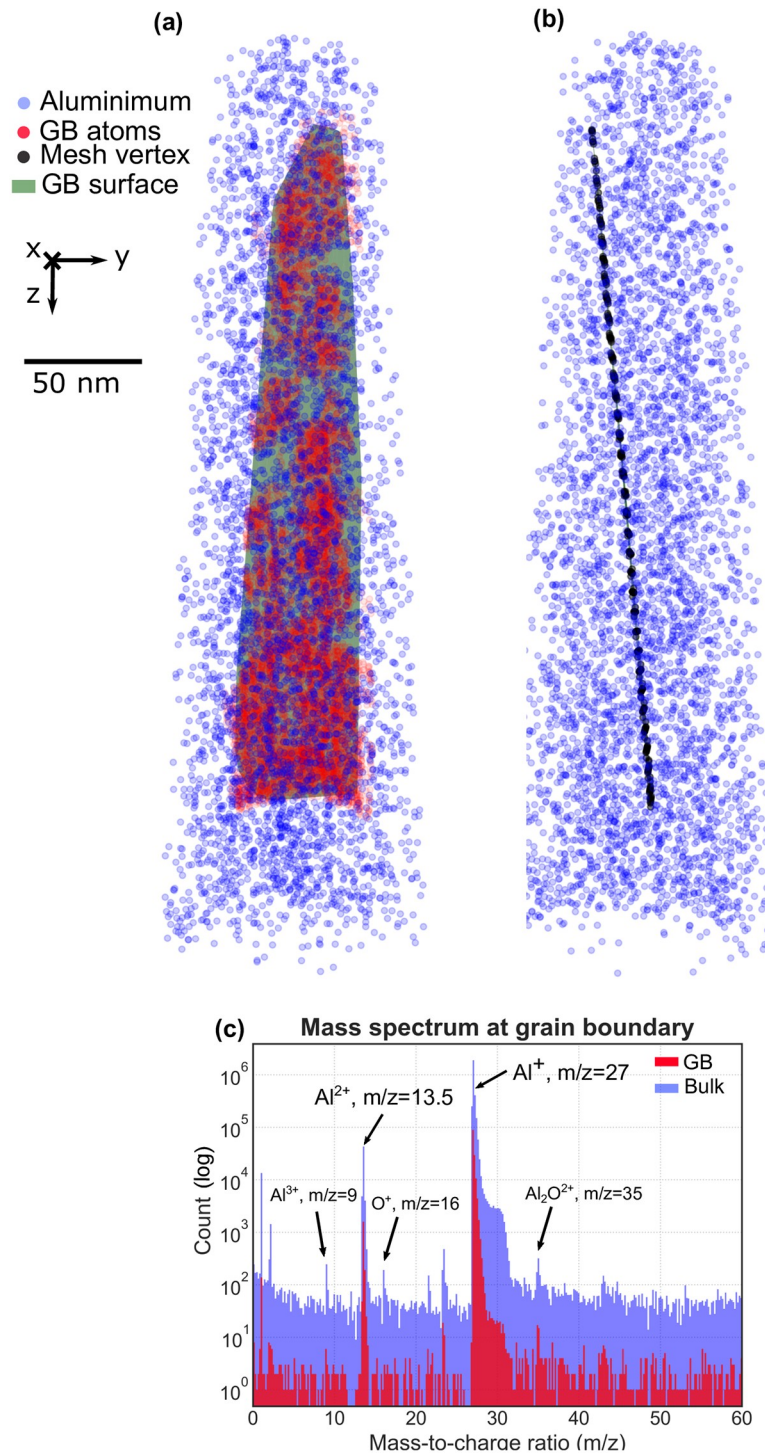 (a)
(b)
Aluminimum
GB atoms
Mesh vertex
GB surface
x
y
z
50 nm
(c)
Mass spectrum at grain boundary
GB
Bulk
Al⁺, m/z=27
Al²⁺, m/z=13.5
Al³⁺, m/z=9
O⁺, m/z=16
Al₂O²⁺, m/z=35
Count (log)
10⁶
10⁵
10⁴
10³
10²
10¹
10⁰
0 10 20 30 40 50 60
Mass-to-charge ratio (m/z)